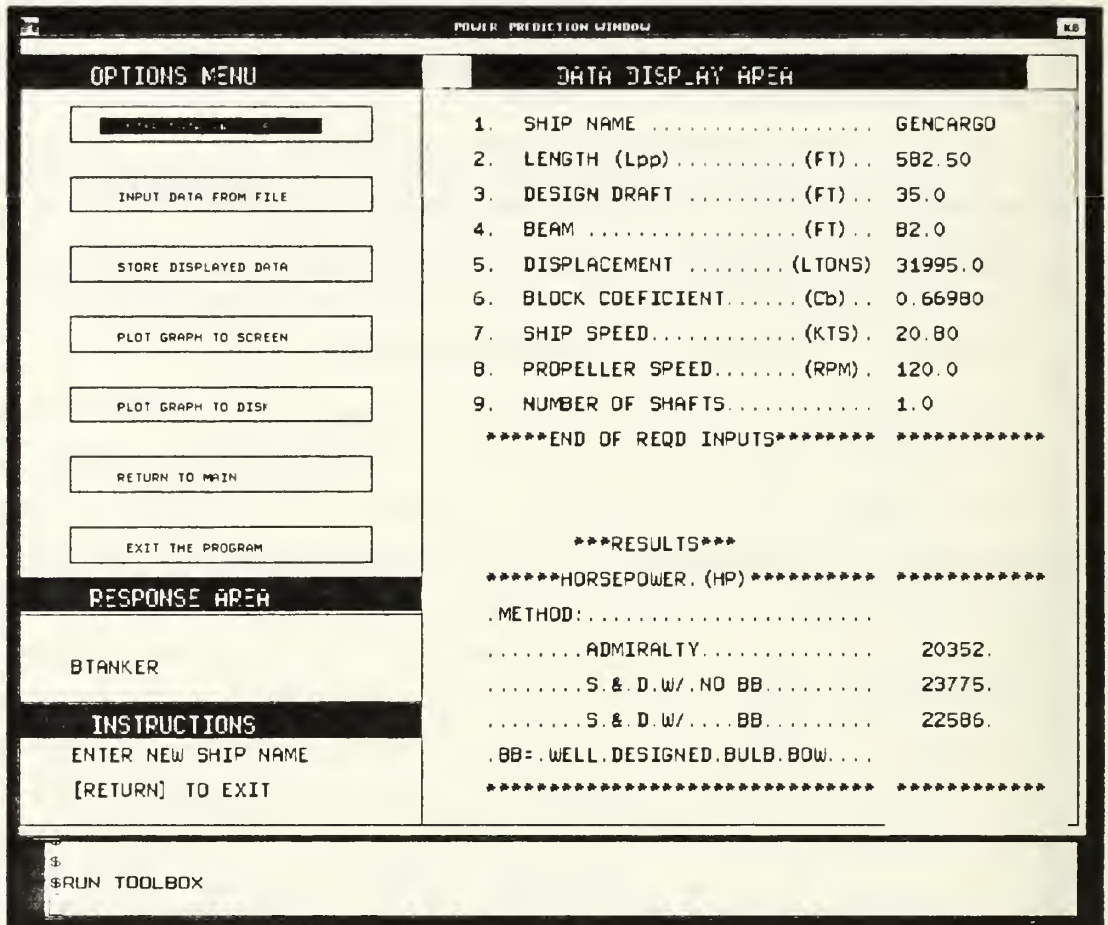 POWER PREDICTION WINDOW
KB
OPTIONS MENU
INPUT DATA FROM FILE
STORE DISPLAYED DATA
PLOT GRAPH TO SCREEN
PLOT GRAPH TO DISK
RETURN TO MAIN
EXIT THE PROGRAM
RESPONSE AREA
BTANKER
INSTRUCTIONS
ENTER NEW SHIP NAME
[RETURN] TO EXIT
DATA DISPLAY AREA
1. SHIP NAME .................. GENCARGO
2. LENGTH (Lpp)..........(FT).. 582.50
3. DESIGN DRAFT .........(FT).. 35.0
4. BEAM .................(FT).. 82.0
5. DISPLACEMENT ........(LTONS) 31995.0
6. BLOCK COEFICIENT......(Cb).. 0.66980
7. SHIP SPEED............(KTS). 20.80
8. PROPELLER SPEED.......(RPM). 120.0
9. NUMBER OF SHAFTS............ 1.0
*****END OF REQD INPUTS******** ************
***RESULTS***
******HORSEPOWER.(HP)********** ************
.METHOD:.......................
........ADMIRALTY.............. 20352.
........S.&.D.W/.NO BB......... 23775.
........S.&.D.W/....BB......... 22586.
.BB=.WELL.DESIGNED.BULB.BOW....
******************************* ************
$
$
$RUN TOOLBOX